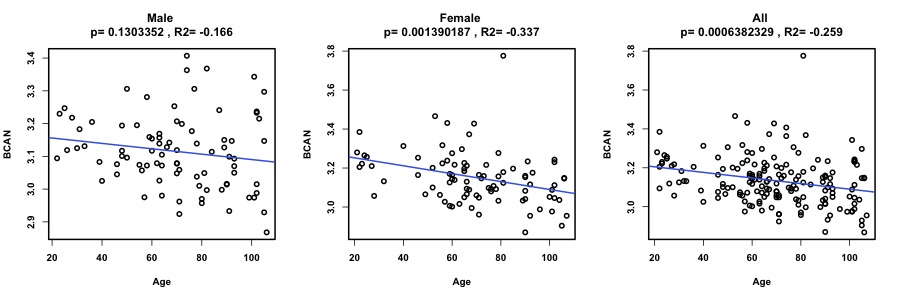 Male
p= 0.1303352 , R2= -0.166
3.4
3.3
3.2
3.1
3.0
2.9
BCAN
20 40 60 80 100
Age
Female
p= 0.001390187 , R2= -0.337
3.8
3.6
3.4
3.2
3.0
BCAN
20 40 60 80 100
Age
All
p= 0.0006382329 , R2= -0.259
3.8
3.6
3.4
3.2
3.0
BCAN
20 40 60 80 100
Age